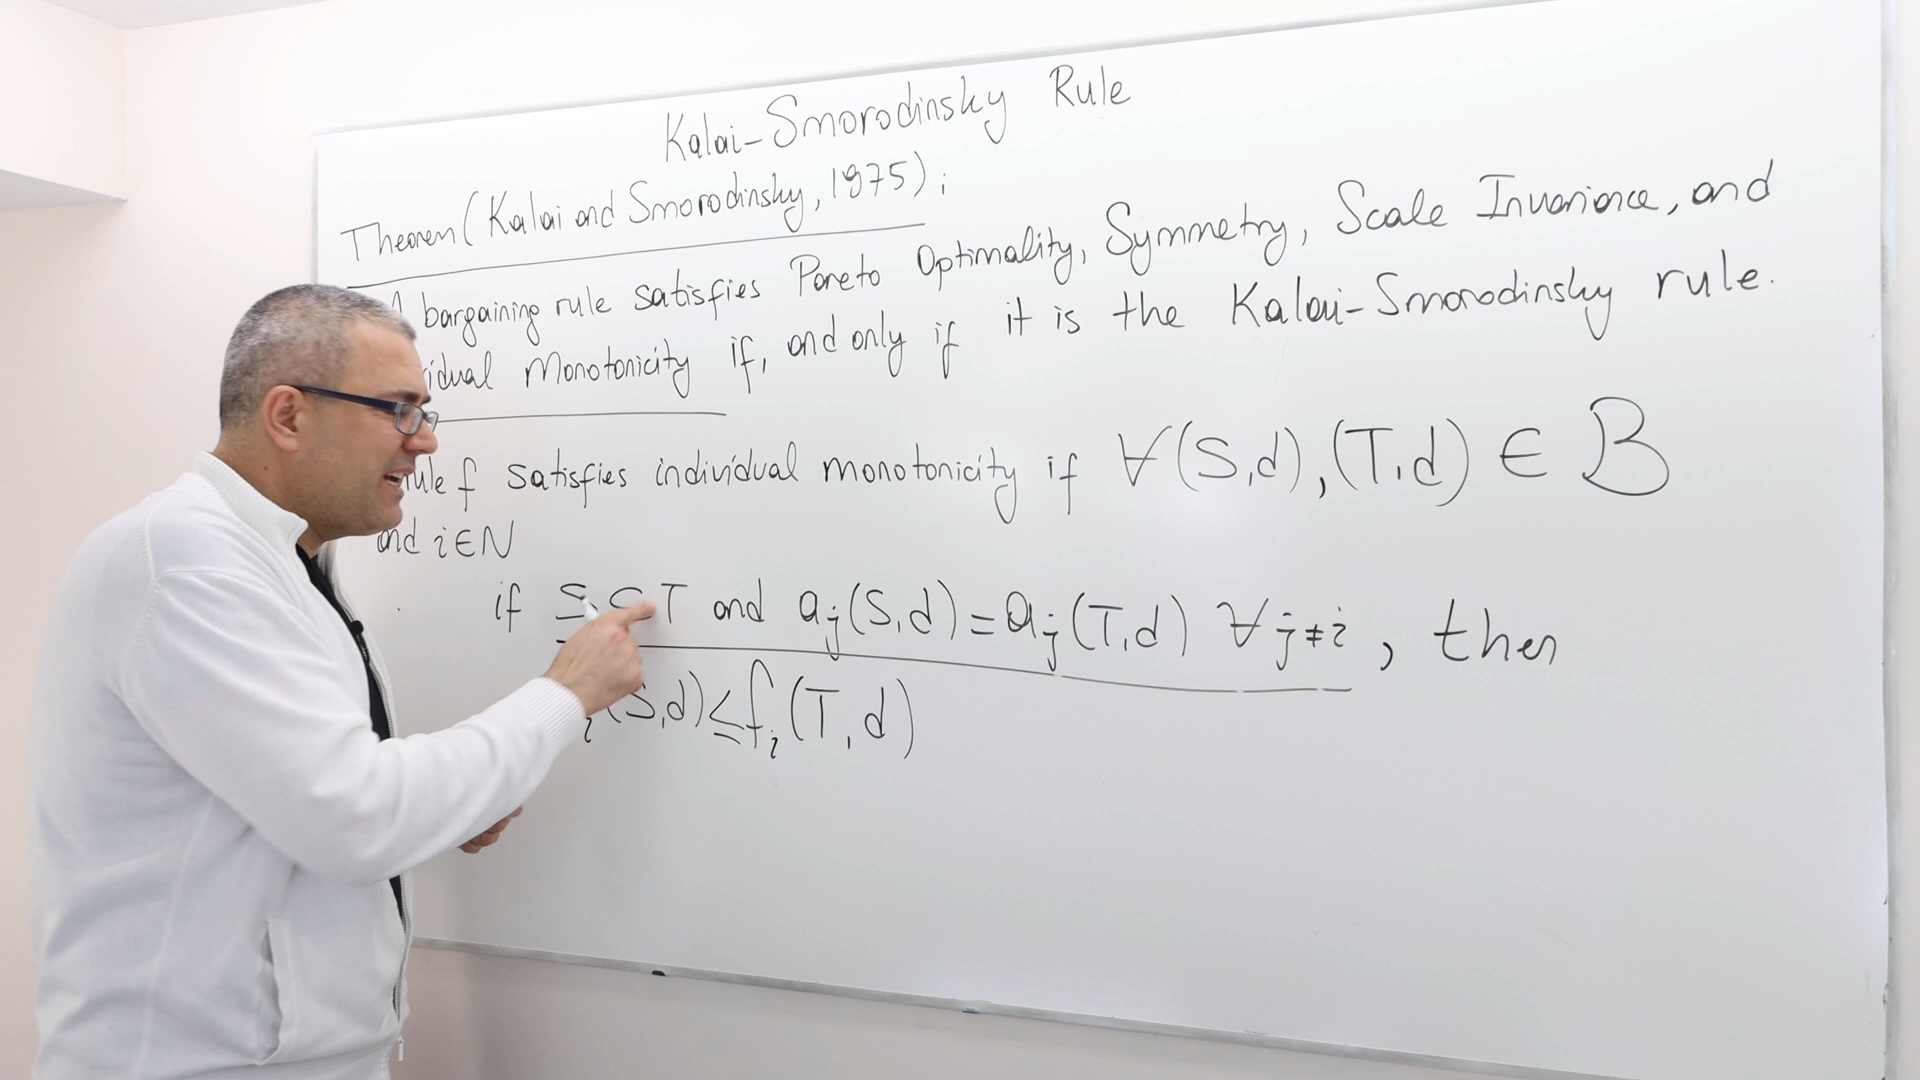 Kalai-Smorodinsky Rule
Theorem (Kalai and Smorodinsky, 1975):
A bargaining rule satisfies Pareto Optimality, Symmetry, Scale Invariance, and
idual Monotonicity if, and only if it is the Kalai-Smorodinsky rule.
rule f satisfies individual monotonicity if ∀(S,d),(T,d) ∈ B
and i∈N
if S ⊆ T and aj(S,d)=aj(T,d) ∀j≠i, then
i(S,d)≤fi(T,d)